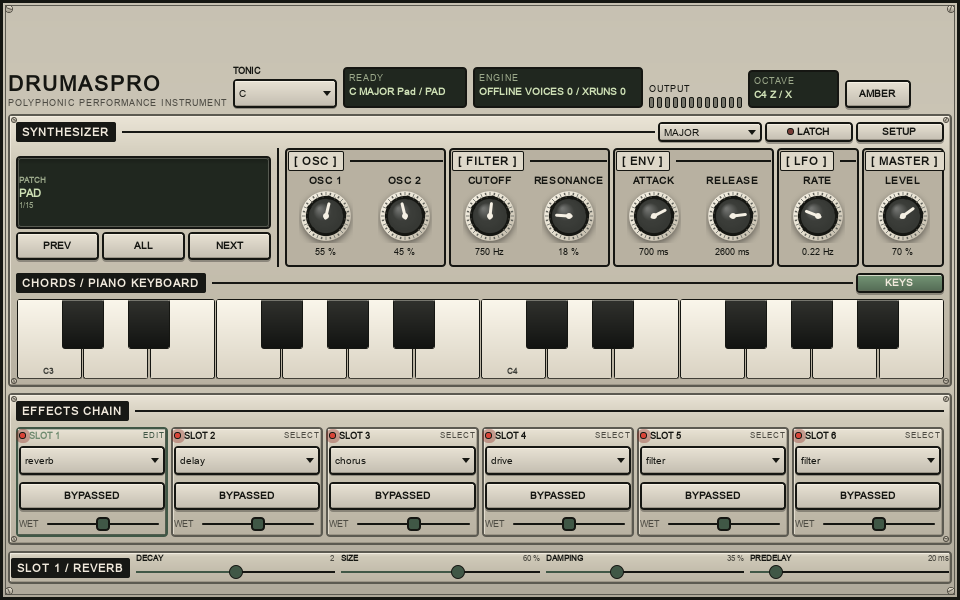 DRUMASPRO
POLYPHONIC PERFORMANCE INSTRUMENT
TONIC
C
READY
C MAJOR Pad / PAD
ENGINE
OFFLINE VOICES 0 / XRUNS 0
OUTPUT
OCTAVE
C4 Z / X
AMBER
SYNTHESIZER
MAJOR
LATCH
SETUP
PATCH
PAD
1/15
PREV
ALL
NEXT
[ OSC ]
OSC 1
OSC 2
55 %
45 %
[ FILTER ]
CUTOFF
RESONANCE
750 Hz
18 %
[ ENV ]
ATTACK
RELEASE
700 ms
2600 ms
[ LFO ]
RATE
0.22 Hz
[ MASTER ]
LEVEL
70 %
CHORDS / PIANO KEYBOARD
KEYS
C3
C4
EFFECTS CHAIN
SLOT 1 EDIT
reverb
BYPASSED
WET
SLOT 2 SELECT
delay
BYPASSED
WET
SLOT 3 SELECT
chorus
BYPASSED
WET
SLOT 4 SELECT
drive
BYPASSED
WET
SLOT 5 SELECT
filter
BYPASSED
WET
SLOT 6 SELECT
filter
BYPASSED
WET
SLOT 1 / REVERB
DECAY 2
SIZE 60 %
DAMPING 35 %
PREDELAY 20 ms